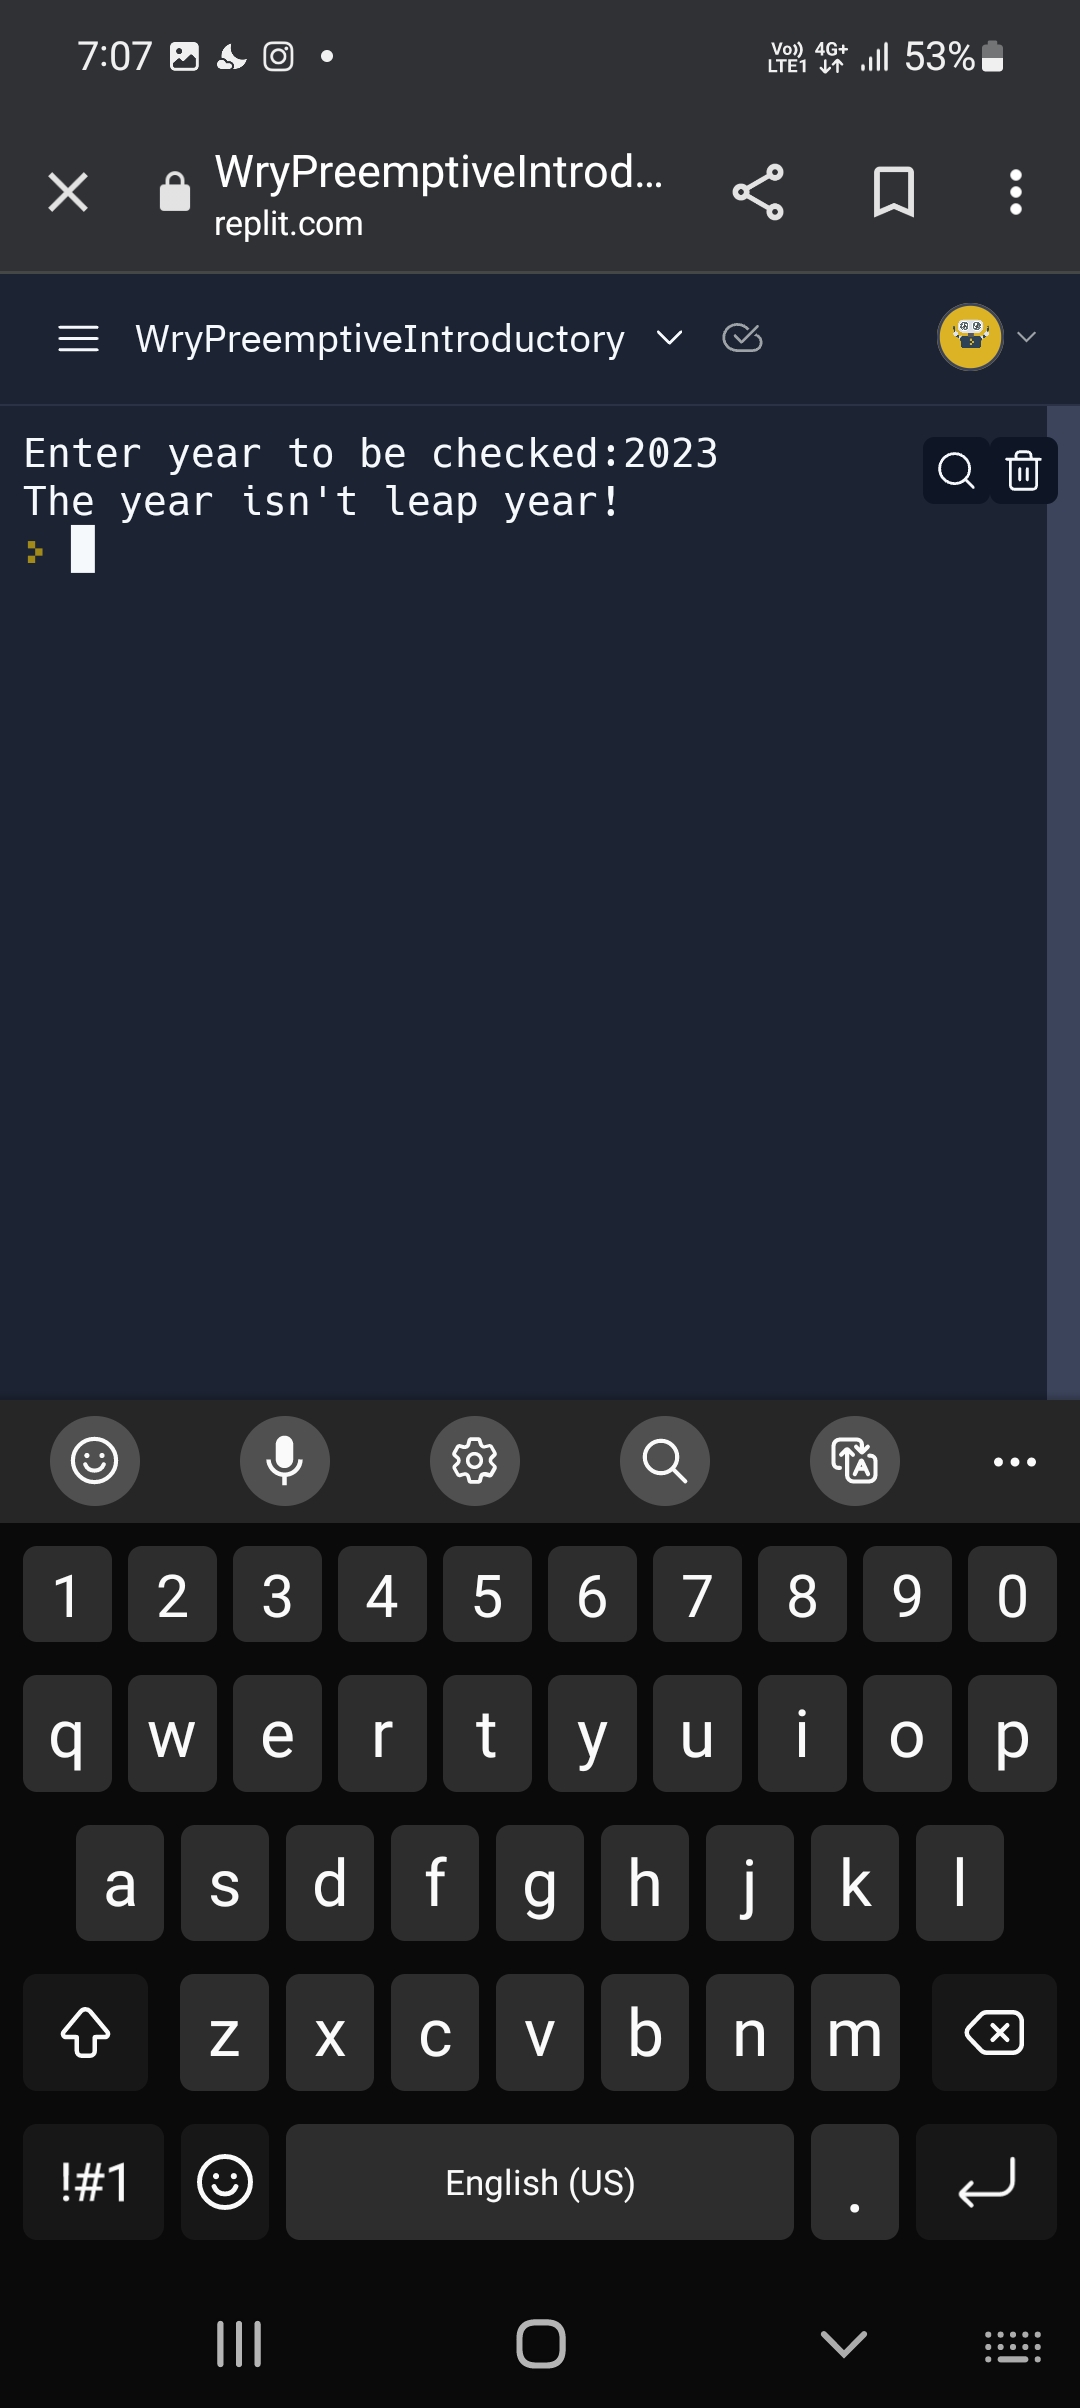 7:07
Vo)) LTE1 4G+ 53%
WryPreemptiveIntrod...
replit.com
WryPreemptiveIntroductory
Enter year to be checked:2023
The year isn't leap year!
1 2 3 4 5 6 7 8 9 0
q w e r t y u i o p
a s d f g h j k l
z x c v b n m
!#1 English (US) .